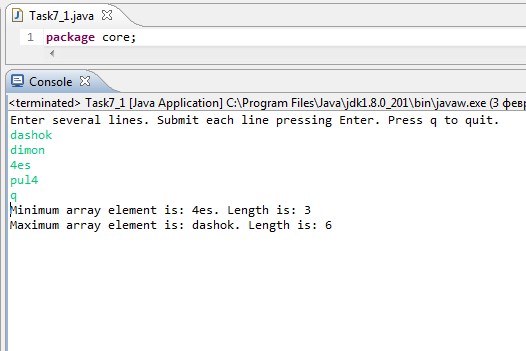 Task7_1.java
1 package core;
Console
<terminated> Task7_1 [Java Application] C:\Program Files\Java\jdk1.8.0_201\bin\javaw.exe (3 февр
Enter several lines. Submit each line pressing Enter. Press q to quit.
dashok
dimon
4es
pul4
q
Minimum array element is: 4es. Length is: 3
Maximum array element is: dashok. Length is: 6